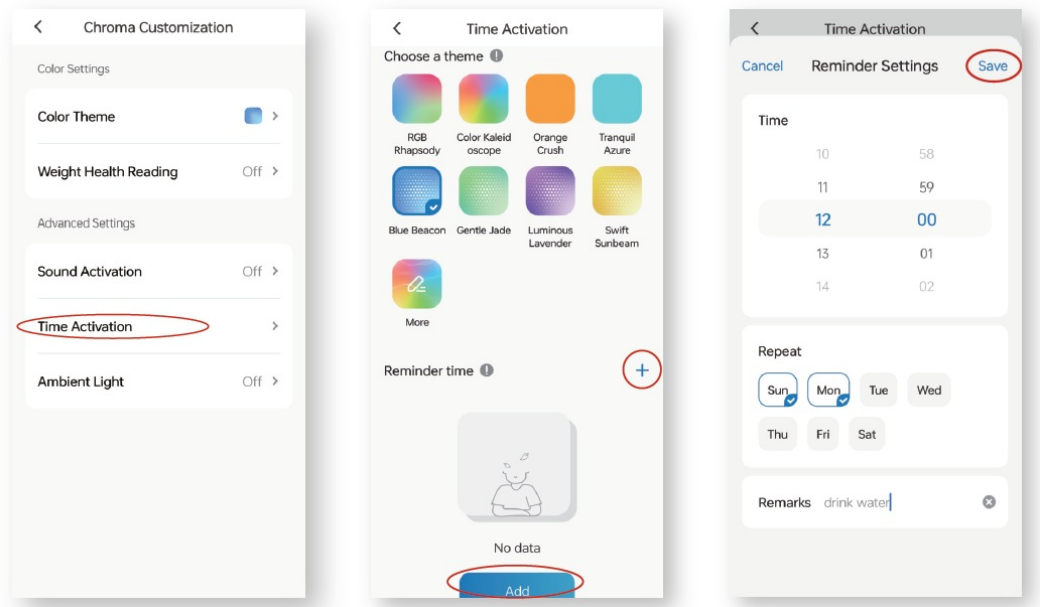 Chroma Customization
Color Settings
Color Theme
Weight Health Reading Off
Advanced Settings
Sound Activation Off
Time Activation
Ambient Light Off
Time Activation
Choose a theme
RGB Rhapsody
Color Kaleid oscope
Orange Crush
Tranquil Azure
Blue Beacon
Gentle Jade
Luminous Lavender
Swift Sunbeam
More
Reminder time
No data
Add
Time Activation
Cancel Reminder Settings Save
Time
10 58
11 59
12 00
13 01
14 02
Repeat
Sun Mon Tue Wed
Thu Fri Sat
Remarks drink water